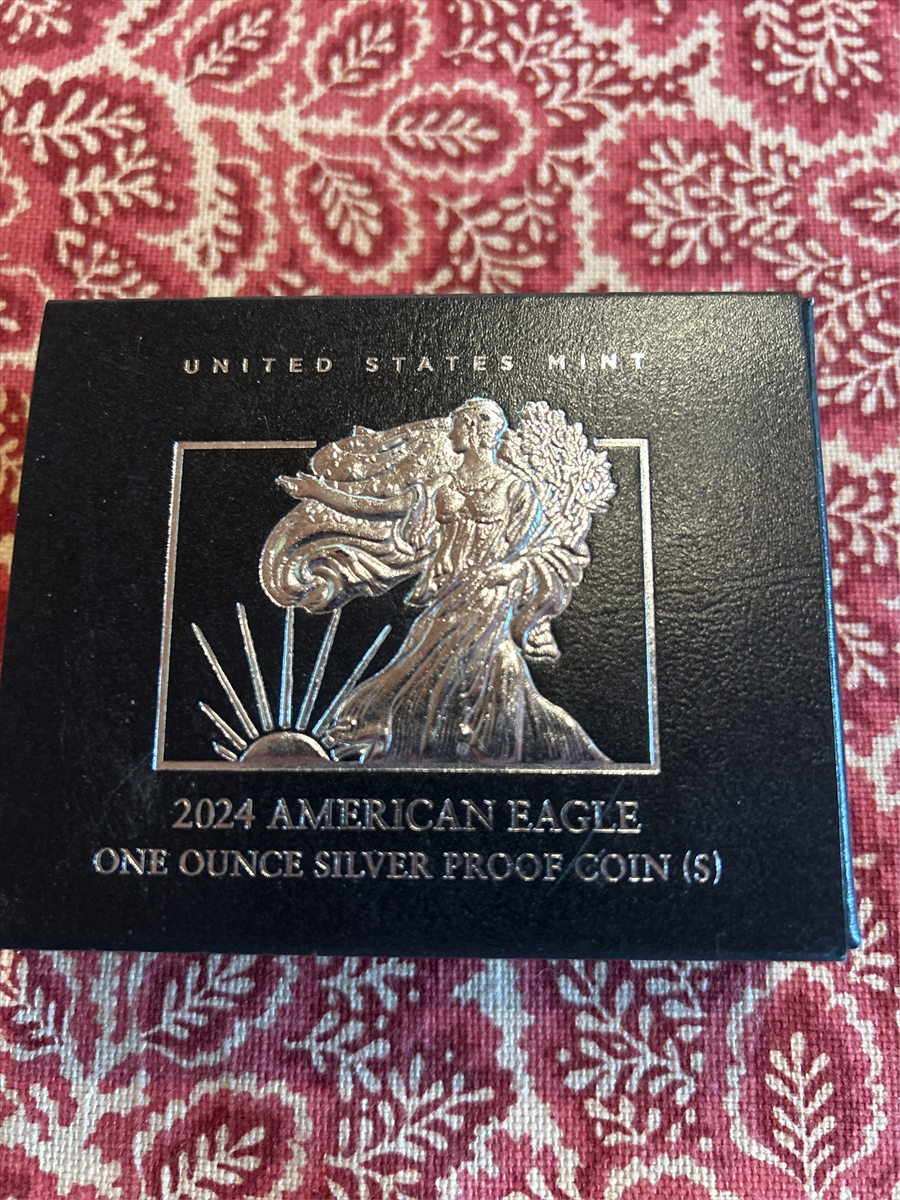 UNITED STATES MINT
2024 AMERICAN EAGLE
ONE OUNCE SILVER PROOF COIN (S)